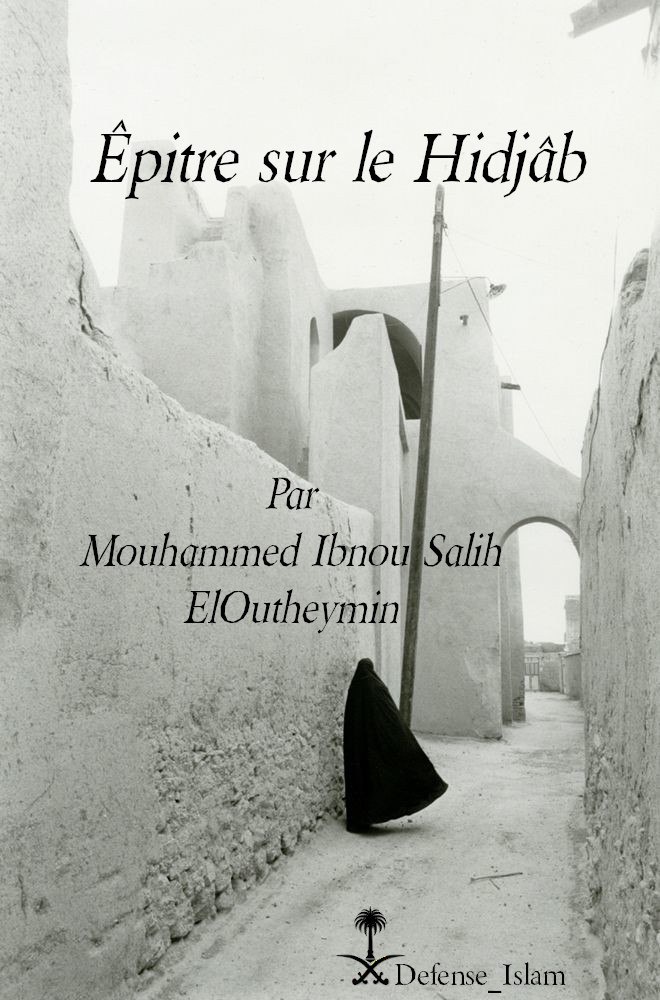 Êpitre sur le Hidjâb
Par
Mouhammed Ibnou Salih
ElOutheymin
Defense_Islam